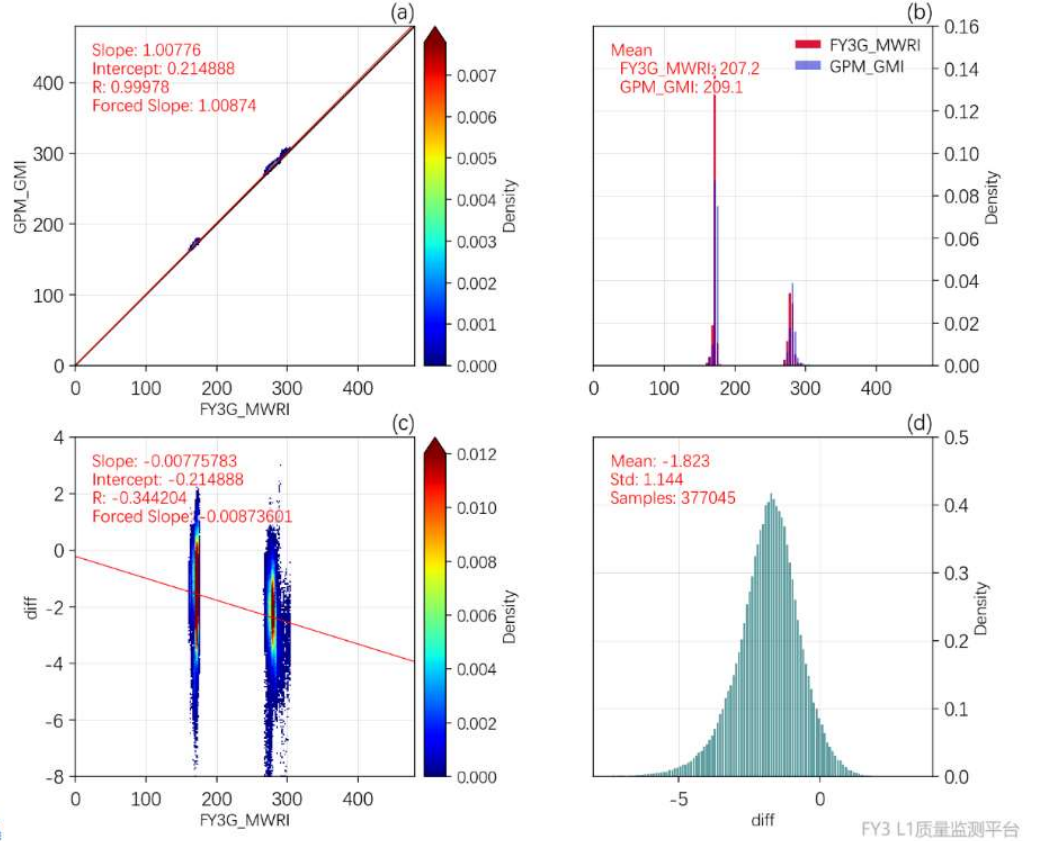 (a)
Slope: 1.00776
Intercept: 0.214888
R: 0.99978
Forced Slope: 1.00874
400
300
200
100
0
GPM_GMI
0 100 200 300 400
FY3G_MWRI
0.007
0.006
0.005
0.004
0.003
0.002
0.001
0.000
Density
(b)
Mean
FY3G_MWRI: 207.2
GPM_GMI: 209.1
FY3G_MWRI
GPM_GMI
0.16
0.14
0.12
0.10
0.08
0.06
0.04
0.02
0.00
Density
0 100 200 300 400
(c)
Slope: -0.00775783
Intercept: -0.214888
R: -0.344204
Forced Slope: -0.00873601
4
2
0
-2
-4
-6
-8
diff
0 100 200 300 400
FY3G_MWRI
0.012
0.010
0.008
0.006
0.004
0.002
0.000
Density
(d)
Mean: -1.823
Std: 1.144
Samples: 377045
0.5
0.4
0.3
0.2
0.1
0.0
Density
-5 0
diff
FY3 L1质量监测平台